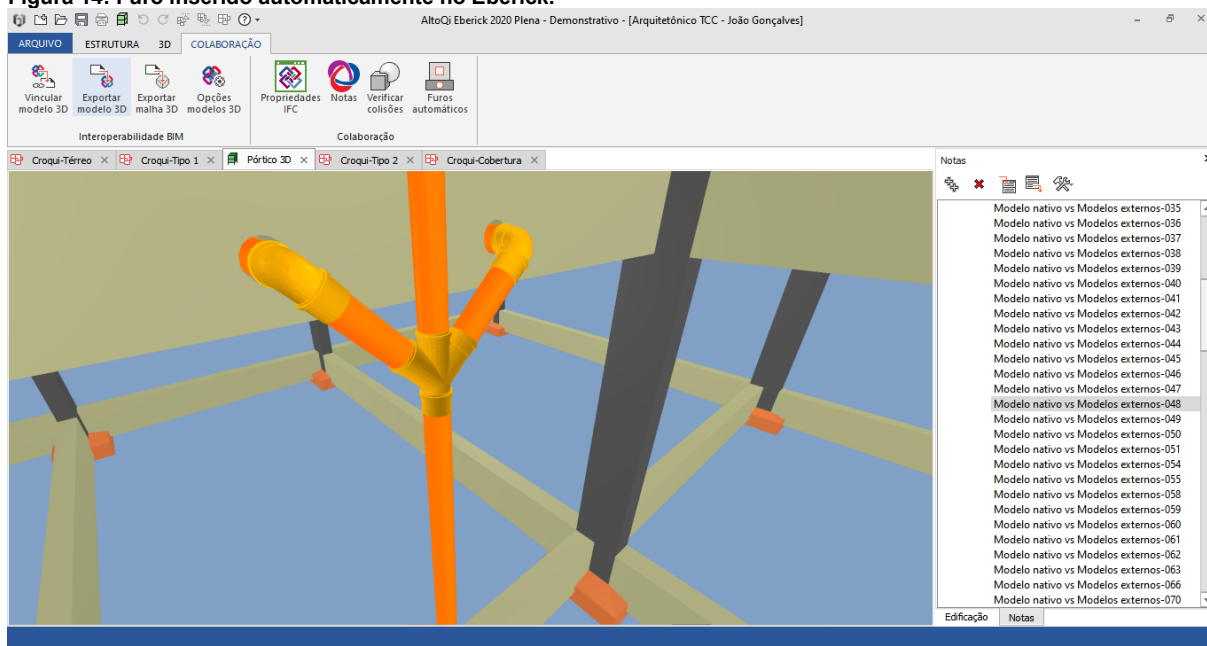 Figura 14: Furo inserido automaticamente no Eberick.
AltoQi Eberick 2020 Plena - Demonstrativo - [Arquitetônico TCC - João Gonçalves]
ARQUIVO ESTRUTURA 3D COLABORAÇÃO
Vincular modelo 3D
Exportar modelo 3D
Exportar malha 3D
Opções modelos 3D
Propriedades IFC
Notas
Verificar colisões
Furos automáticos
Interoperabilidade BIM
Colaboração
Croqui-Térreo
Croqui-Tipo 1
Pórtico 3D
Croqui-Tipo 2
Croqui-Cobertura
Notas
Modelo nativo vs Modelos externos-035
Modelo nativo vs Modelos externos-036
Modelo nativo vs Modelos externos-037
Modelo nativo vs Modelos externos-038
Modelo nativo vs Modelos externos-039
Modelo nativo vs Modelos externos-040
Modelo nativo vs Modelos externos-041
Modelo nativo vs Modelos externos-042
Modelo nativo vs Modelos externos-043
Modelo nativo vs Modelos externos-044
Modelo nativo vs Modelos externos-045
Modelo nativo vs Modelos externos-046
Modelo nativo vs Modelos externos-047
Modelo nativo vs Modelos externos-048
Modelo nativo vs Modelos externos-049
Modelo nativo vs Modelos externos-050
Modelo nativo vs Modelos externos-051
Modelo nativo vs Modelos externos-054
Modelo nativo vs Modelos externos-055
Modelo nativo vs Modelos externos-058
Modelo nativo vs Modelos externos-059
Modelo nativo vs Modelos externos-060
Modelo nativo vs Modelos externos-061
Modelo nativo vs Modelos externos-062
Modelo nativo vs Modelos externos-063
Modelo nativo vs Modelos externos-066
Modelo nativo vs Modelos externos-070
Edificação Notas